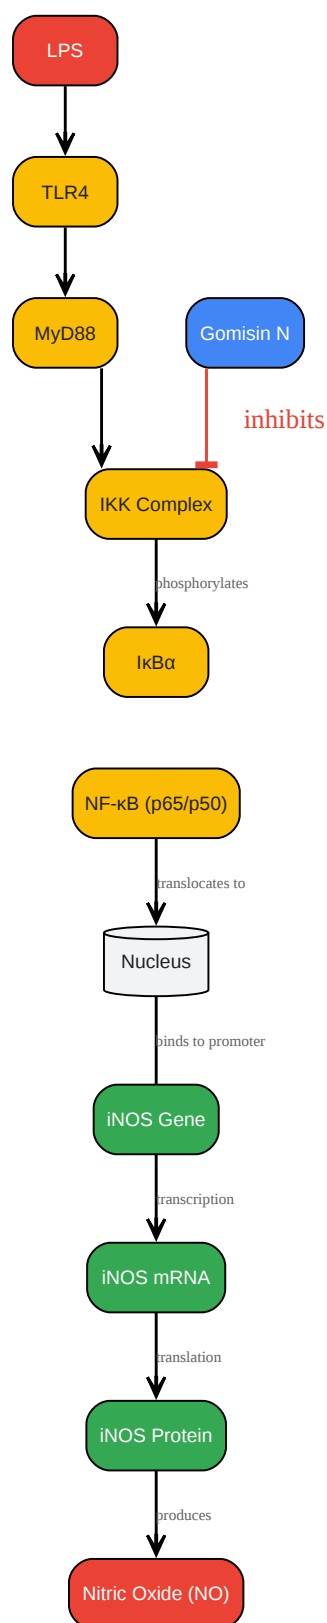 LPS
TLR4
MyD88
Gomisin N
inhibits
IKK Complex
phosphorylates
IκBα
NF-κB (p65/p50)
translocates to
Nucleus
binds to promoter
iNOS Gene
transcription
iNOS mRNA
translation
iNOS Protein
produces
Nitric Oxide (NO)